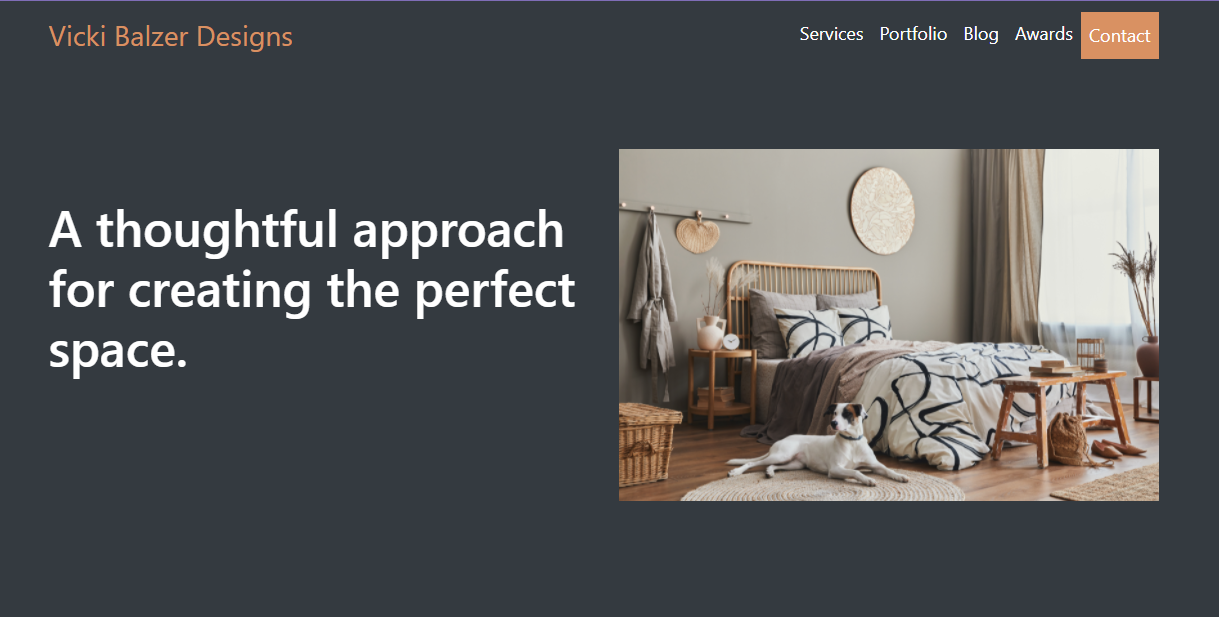 Vicki Balzer Designs
Services Portfolio Blog Awards Contact
A thoughtful approach
for creating the perfect
space.